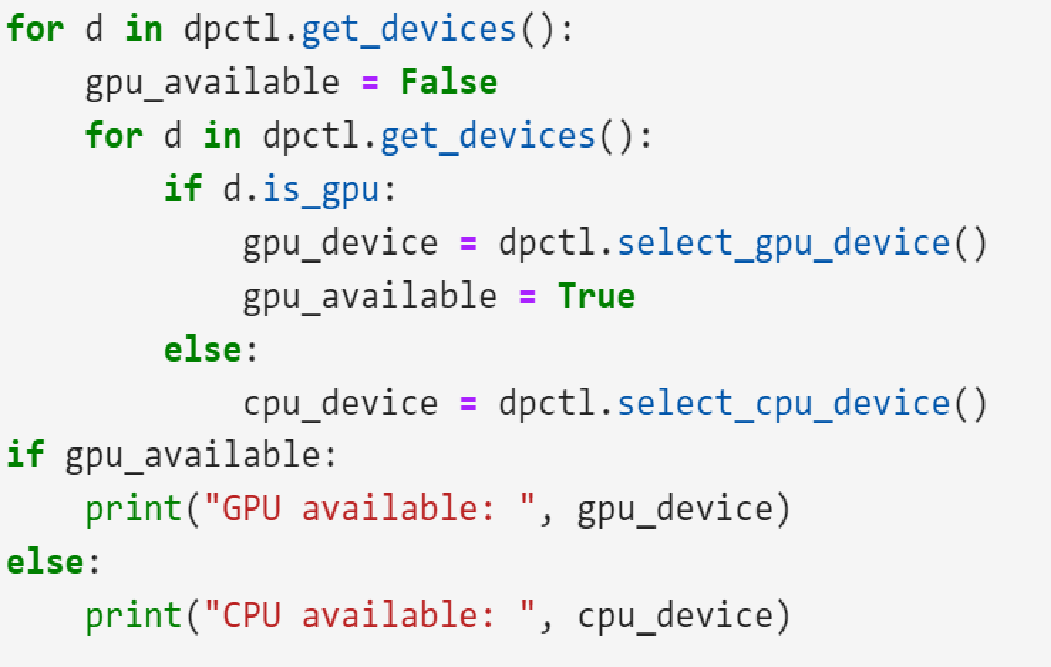 for d in dpctl.get_devices():
    gpu_available = False
    for d in dpctl.get_devices():
        if d.is_gpu:
            gpu_device = dpctl.select_gpu_device()
            gpu_available = True
        else:
            cpu_device = dpctl.select_cpu_device()
if gpu_available:
    print("GPU available: ", gpu_device)
else:
    print("CPU available: ", cpu_device)